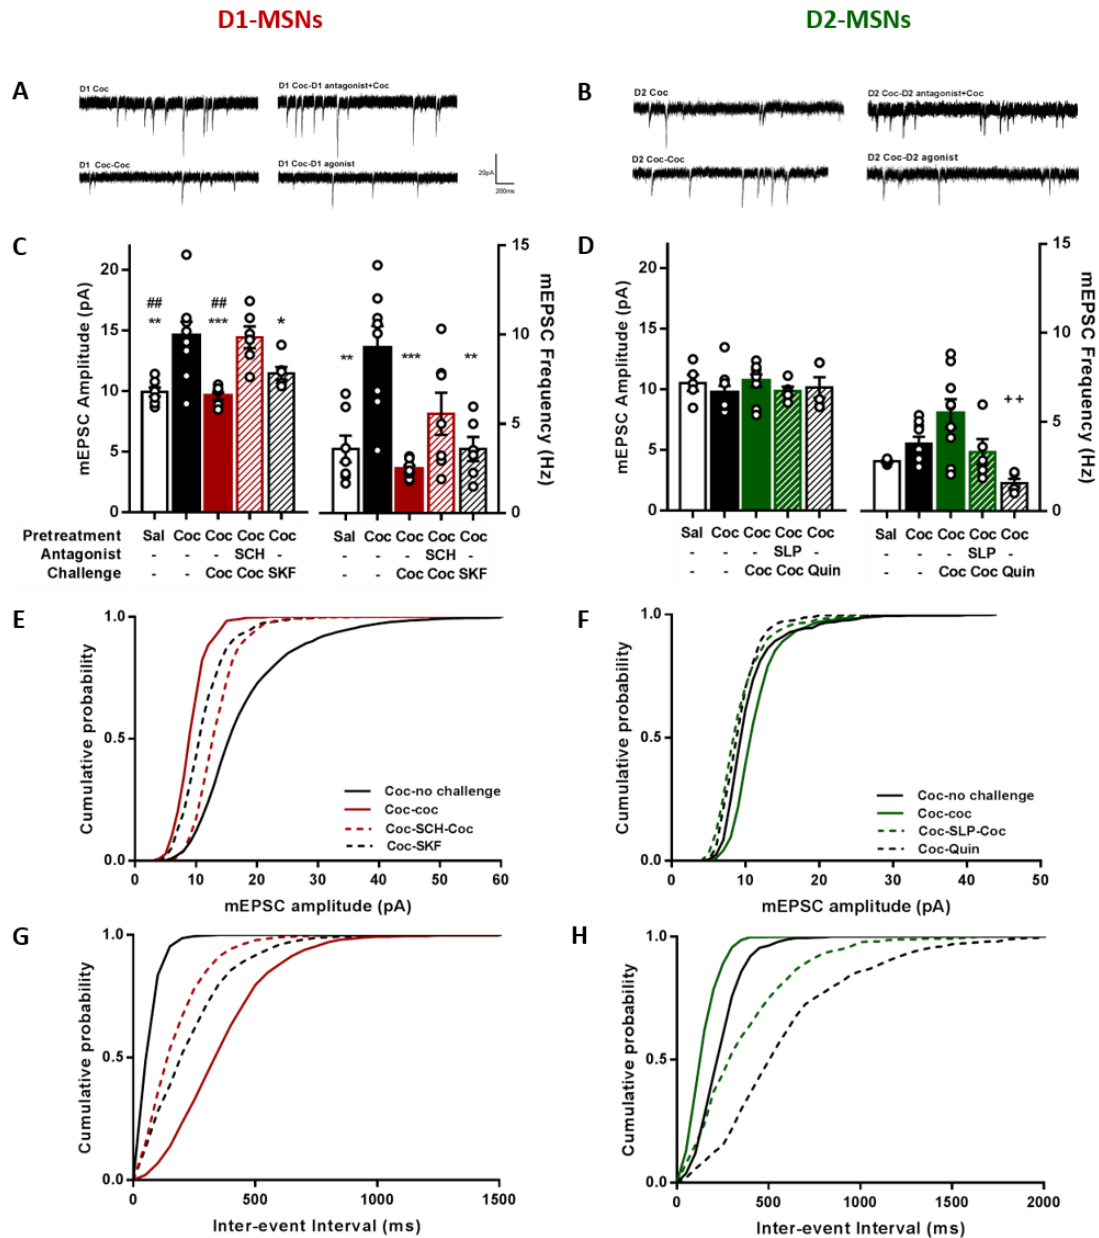 D1-MSNs
D2-MSNs
A
D1 Coc
D1 Coc-D1 antagonist+Coc
D1 Coc-Coc
D1 Coc-D1 agonist
20pA
200ms
B
D2 Coc
D2 Coc-D2 antagonist+Coc
D2 Coc-Coc
D2 Coc-D2 agonist
C
mEPSC Amplitude (pA)
20
15
10
5
0
##
**
##
***
*
**
***
**
15
10
5
0
mEPSC Frequency (Hz)
Pretreatment Sal Coc Coc Coc Coc Sal Coc Coc Coc Coc
Antagonist - - - SCH - - - - SCH -
Challenge - - Coc Coc SKF - - Coc Coc SKF
D
mEPSC Amplitude (pA)
20
15
10
5
0
++
15
10
5
0
mEPSC Frequency (Hz)
Sal Coc Coc Coc Coc Sal Coc Coc Coc Coc
- - - SLP - - - - SLP -
- - Coc Coc Quin - - Coc Coc Quin
E
Cumulative probability
1.0
0.5
0.0
Coc-no challenge
Coc-coc
Coc-SCH-Coc
Coc-SKF
0 10 20 30 40 50 60
mEPSC amplitude (pA)
F
Cumulative probability
1.0
0.5
0.0
Coc-no challenge
Coc-coc
Coc-SLP-Coc
Coc-Quin
0 10 20 30 40 50
mEPSC amplitude (pA)
G
Cumulative probability
1.0
0.5
0.0
0 500 1000 1500
Inter-event Interval (ms)
H
Cumulative probability
1.0
0.5
0.0
0 500 1000 1500 2000
Inter-event Interval (ms)